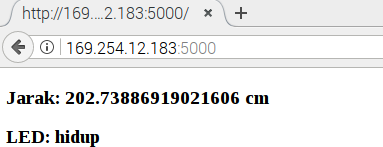 http://169....2.183:5000/
169.254.12.183:5000
Jarak: 202.73886919021606 cm
LED: hidup